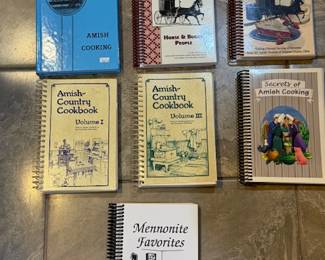 AMISH
COOKING
HORSE & BUGGY
PEOPLE
Amish-
Country
Cookbook
Volume I
Amish-
Country
Cookbook
Volume III
Secrets of
Amish Cooking
Mennonite
Favorites